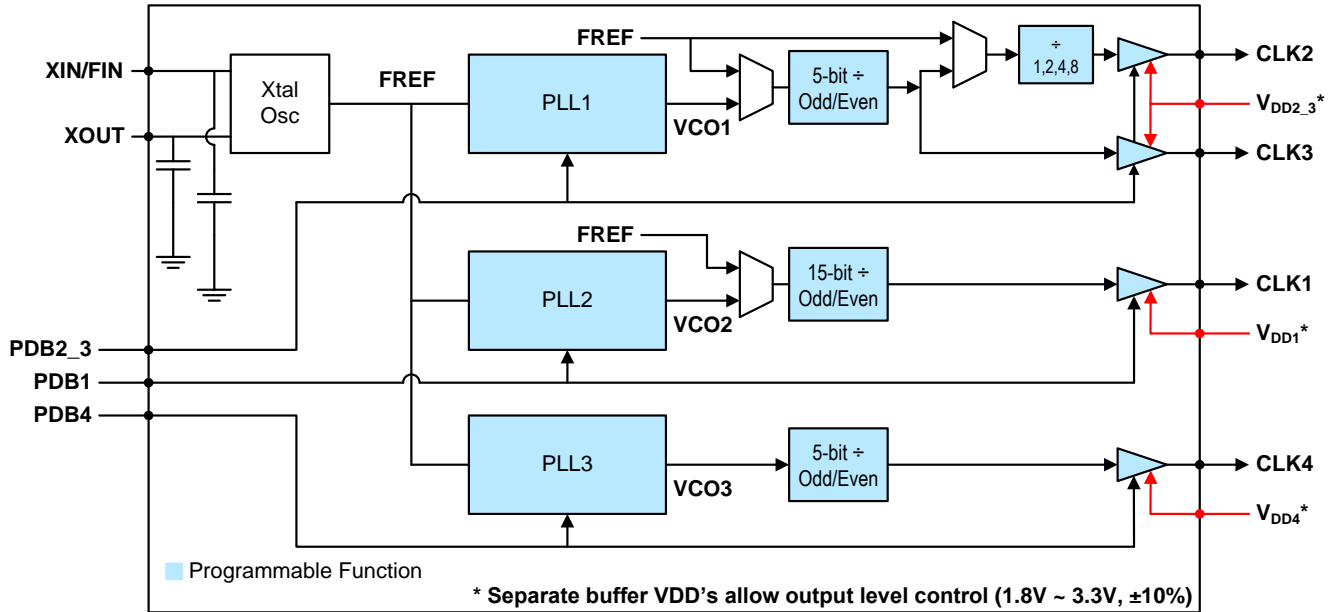 XIN/FIN
XOUT
Xtal
Osc
FREF
FREF
PLL1
VCO1
5-bit ÷
Odd/Even
÷
1,2,4,8
CLK2
VDD2_3*
CLK3
FREF
PLL2
VCO2
15-bit ÷
Odd/Even
CLK1
VDD1*
PDB2_3
PDB1
PDB4
PLL3
VCO3
5-bit ÷
Odd/Even
CLK4
VDD4*
Programmable Function
* Separate buffer VDD's allow output level control (1.8V ~ 3.3V, ±10%)